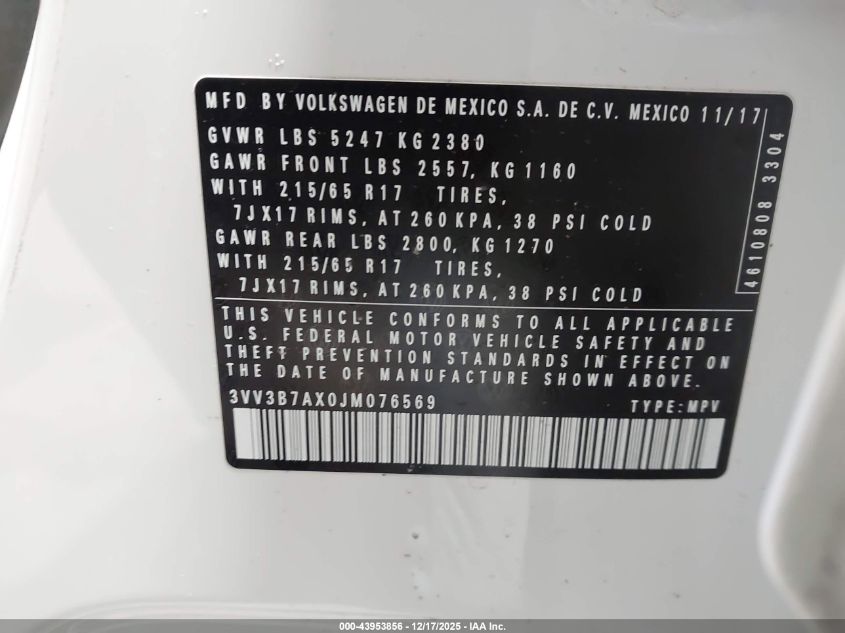 MFD BY VOLKSWAGEN DE MEXICO S.A. DE C.V. MEXICO 11/17
GVWR LBS 5247 KG 2380
GAWR FRONT LBS 2557, KG 1160
WITH 215/65 R17 TIRES,
7JX17 RIMS, AT 260 KPA, 38 PSI COLD
GAWR REAR LBS 2800, KG 1270
WITH 215/65 R17 TIRES,
7JX17 RIMS, AT 260 KPA, 38 PSI COLD
4610808 3304
THIS VEHICLE CONFORMS TO ALL APPLICABLE
U.S. FEDERAL MOTOR VEHICLE SAFETY AND
THEFT PREVENTION STANDARDS IN EFFECT ON
THE DATE OF MANUFACTURE SHOWN ABOVE.
3VV3B7AX0JM076569 TYPE: MPV
000-43953856 - 12/17/2025 - IAA Inc.